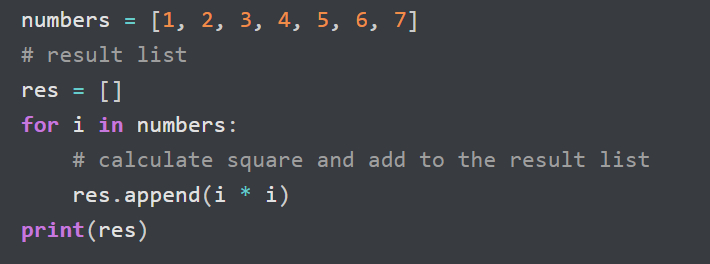 numbers = [1, 2, 3, 4, 5, 6, 7]
# result list
res = []
for i in numbers:
    # calculate square and add to the result list
    res.append(i * i)
print(res)